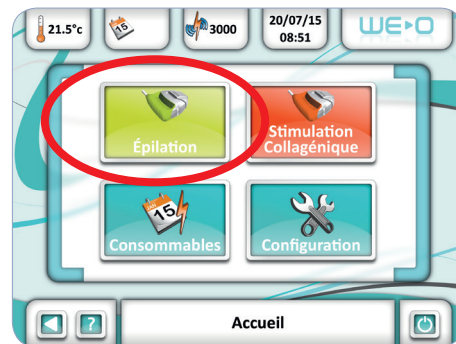 21.5°c
15
3000
20/07/15
08:51
WE▸O
Épilation
Stimulation
Collagénique
15
Consommables
Configuration
?
Accueil